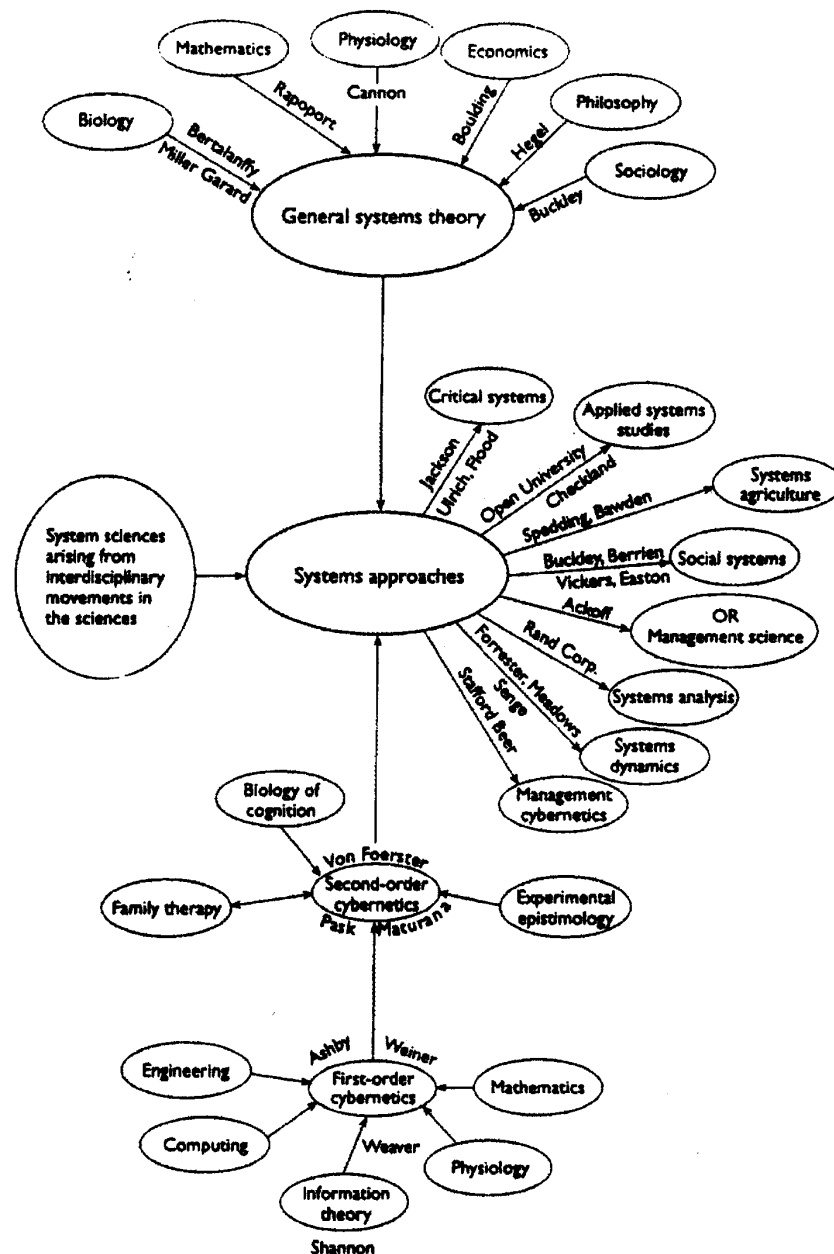 Physiology
Mathematics
Economics
Cannon
Rapoport
Boulding
Philosophy
Biology
Bertalanffy
Miller Garard
Hegel
Sociology
Buckley
General systems theory
Critical systems
Applied systems
studies
Jackson
Ulrich, Flood
Open University
Checkland
Systems
agriculture
Spedding, Bawden
System sciences
arising from
interdisciplinary
movements in
the sciences
Systems approaches
Buckley, Berrien
Vickers, Easton
Social systems
Ackoff
OR
Management science
Rand Corp.
Systems analysis
Forrester, Meadows
Senge
Systems
dynamics
Stafford Beer
Management
cybernetics
Biology of
cognition
Von Foerster
Second-order
cybernetics
Pask Maturana
Family therapy
Experimental
epistimology
Ashby Weiner
Engineering
First-order
cybernetics
Mathematics
Computing
Weaver
Physiology
Information
theory
Shannon